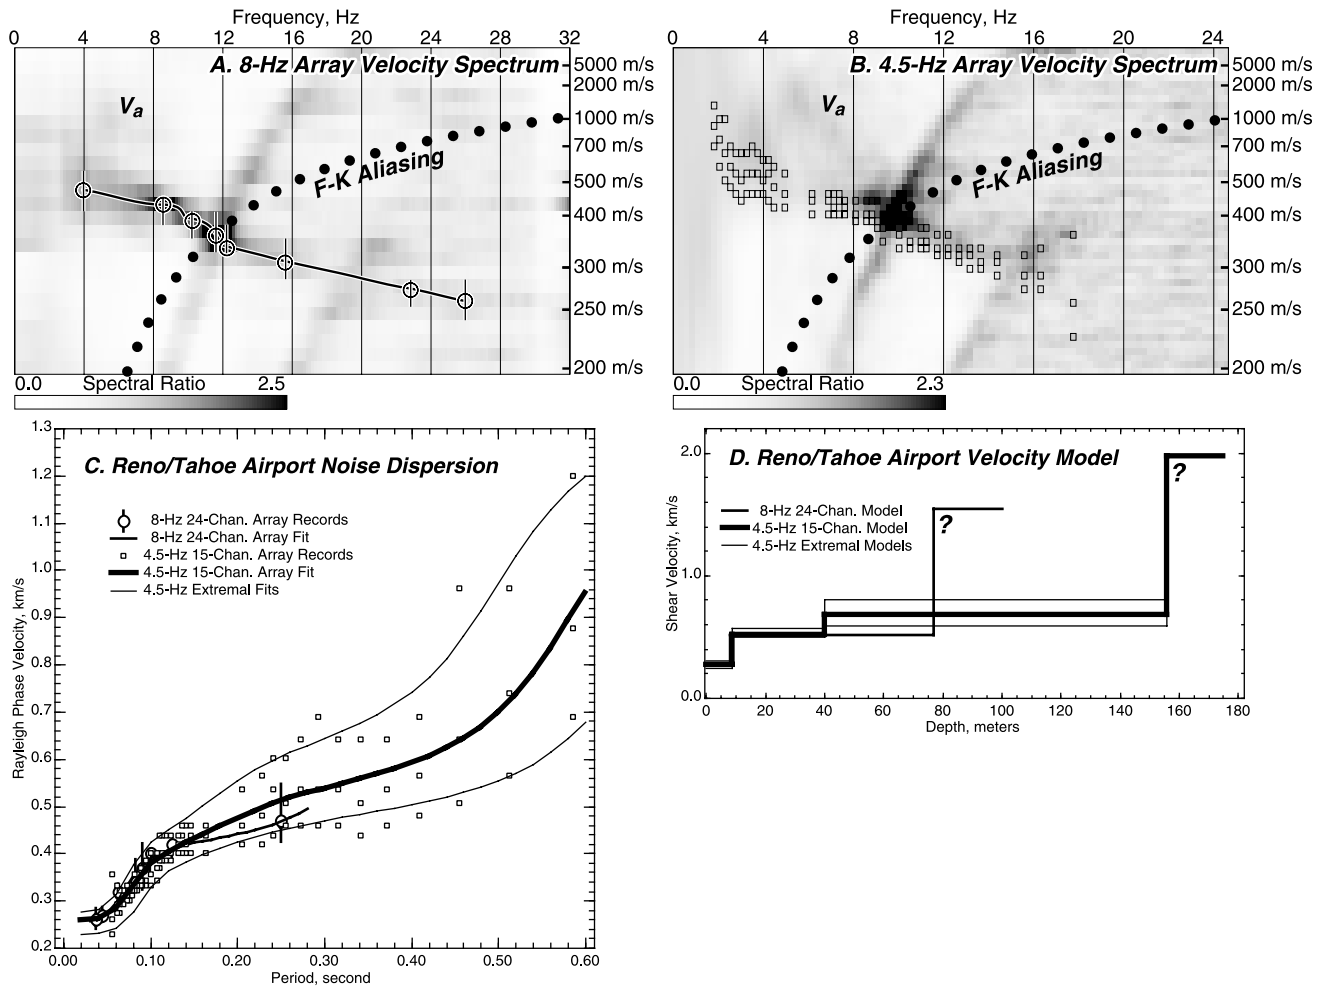 Frequency, Hz
0 4 8 12 16 20 24 28 32
A. 8-Hz Array Velocity Spectrum
Va
F-K Aliasing
5000 m/s
2000 m/s
1000 m/s
700 m/s
500 m/s
400 m/s
300 m/s
250 m/s
200 m/s
0.0 Spectral Ratio 2.5
Frequency, Hz
0 4 8 12 16 20 24
B. 4.5-Hz Array Velocity Spectrum
Va
F-K Aliasing
5000 m/s
2000 m/s
1000 m/s
700 m/s
500 m/s
400 m/s
300 m/s
250 m/s
200 m/s
0.0 Spectral Ratio 2.3
C. Reno/Tahoe Airport Noise Dispersion
8-Hz 24-Chan. Array Records
8-Hz 24-Chan. Array Fit
4.5-Hz 15-Chan. Array Records
4.5-Hz 15-Chan. Array Fit
4.5-Hz Extremal Fits
Rayleigh Phase Velocity, km/s
1.3
1.2
1.1
1.0
0.9
0.8
0.7
0.6
0.5
0.4
0.3
0.2
0.00 0.10 0.20 0.30 0.40 0.50 0.60
Period, second
D. Reno/Tahoe Airport Velocity Model
8-Hz 24-Chan. Model
4.5-Hz 15-Chan. Model
4.5-Hz Extremal Models
?
?
Shear Velocity, km/s
2.0
1.0
0.0
0 20 40 60 80 100 120 140 160 180
Depth, meters